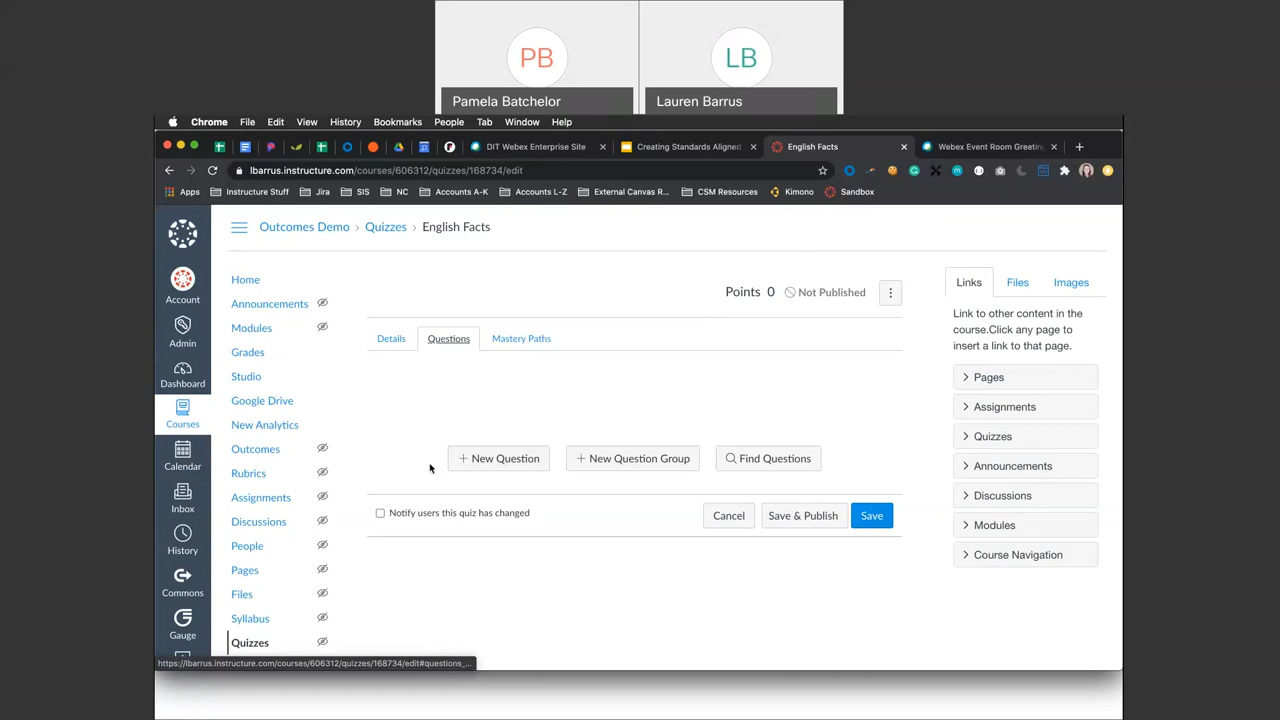 PB
LB
Pamela Batchelor
Lauren Barrus
Chrome File Edit View History Bookmarks People Tab Window Help
DIT Webex Enterprise Site
Creating Standards Aligned
English Facts
Webex Event Room Greeting
lbarrus.instructure.com/courses/606312/quizzes/168734/edit
Apps Instructure Stuff Jira SIS NC Accounts A-K Accounts L-Z External Canvas R... CSM Resources Kimono Sandbox
Outcomes Demo › Quizzes › English Facts
Account
Admin
Dashboard
Courses
Calendar
Inbox
History
Commons
Gauge
Home
Announcements
Modules
Grades
Studio
Google Drive
New Analytics
Outcomes
Rubrics
Assignments
Discussions
People
Pages
Files
Syllabus
Quizzes
Points 0 Not Published
Details Questions Mastery Paths
+ New Question + New Question Group Find Questions
Notify users this quiz has changed
Cancel Save & Publish Save
Links Files Images
Link to other content in the
course.Click any page to
insert a link to that page.
Pages
Assignments
Quizzes
Announcements
Discussions
Modules
Course Navigation
https://lbarrus.instructure.com/courses/606312/quizzes/168734/edit#questions_...